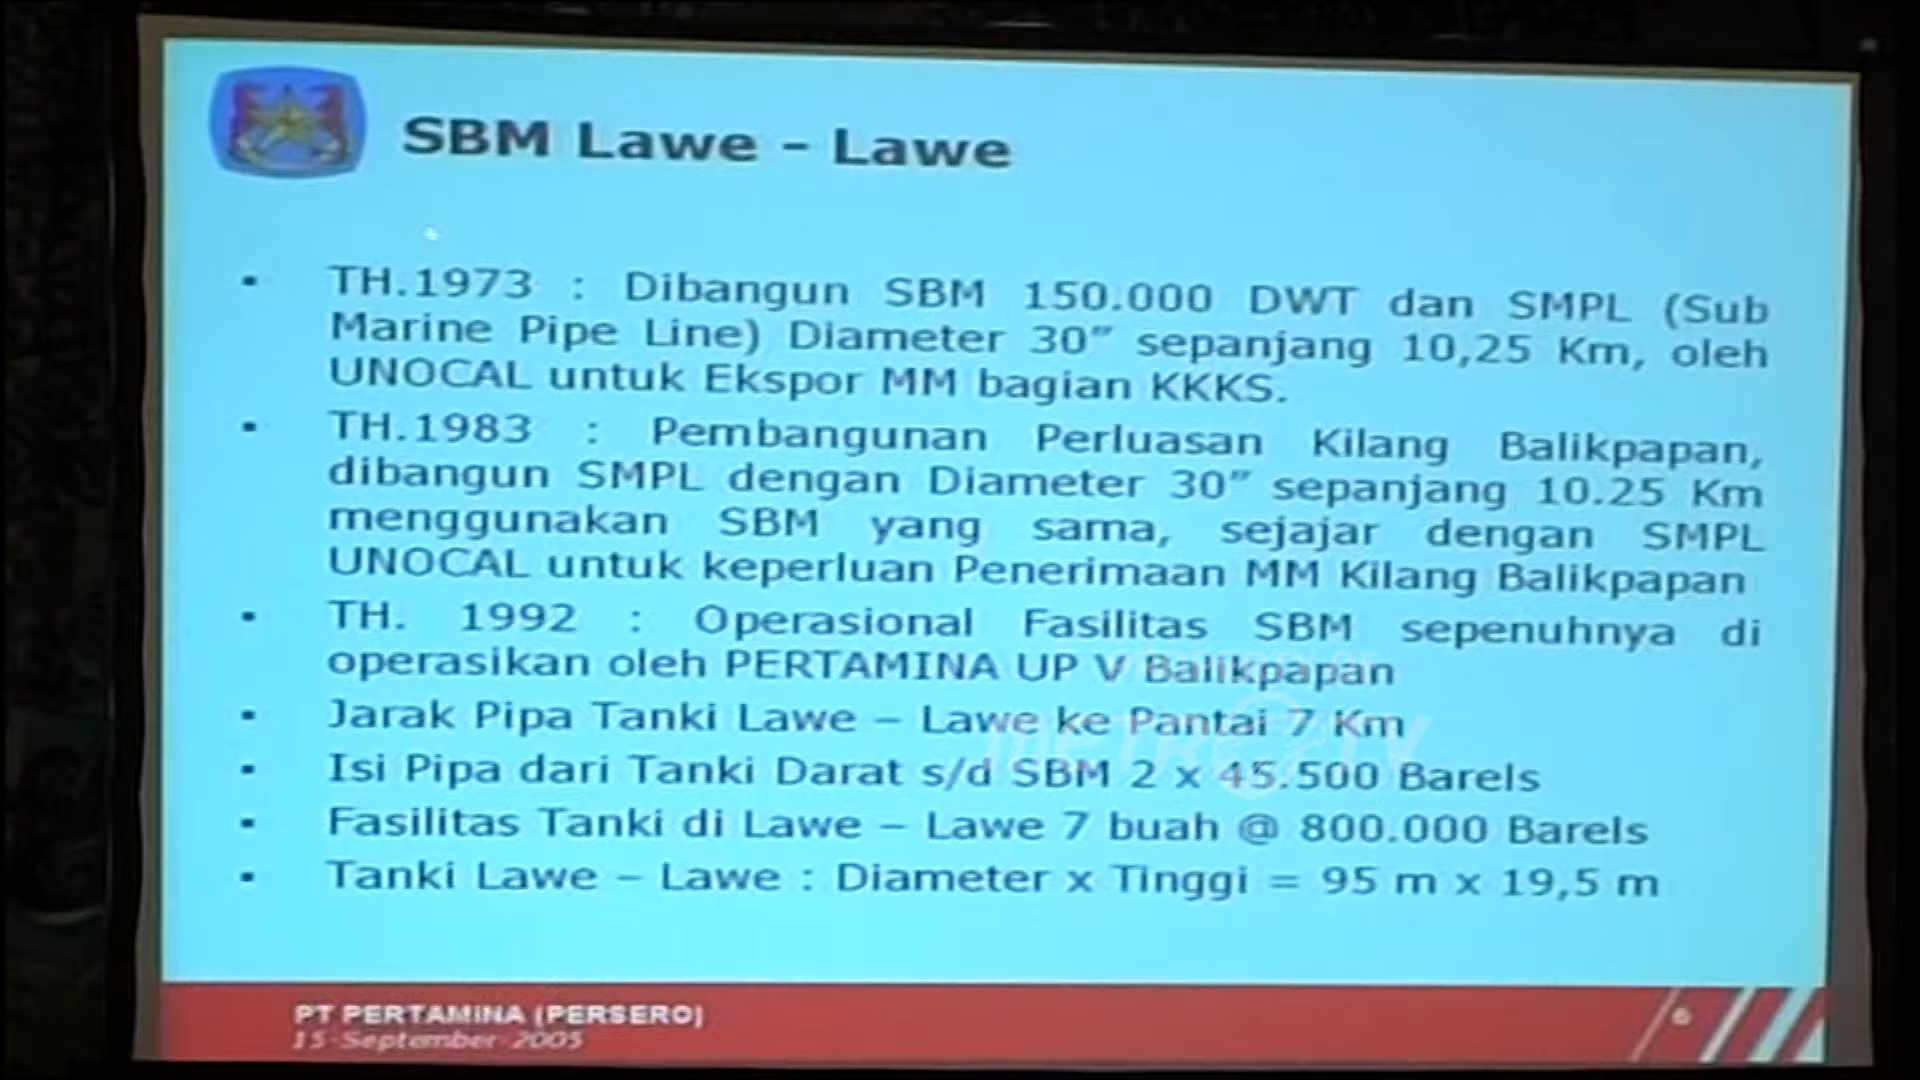 SBM Lawe - Lawe
• TH.1973 : Dibangun SBM 150.000 DWT dan SMPL (Sub
Marine Pipe Line) Diameter 30” sepanjang 10,25 Km, oleh
UNOCAL untuk Ekspor MM bagian KKKS.
• TH.1983 : Pembangunan Perluasan Kilang Balikpapan,
dibangun SMPL dengan Diameter 30” sepanjang 10.25 Km
menggunakan SBM yang sama, sejajar dengan SMPL
UNOCAL untuk keperluan Penerimaan MM Kilang Balikpapan
• TH. 1992 : Operasional Fasilitas SBM sepenuhnya di
operasikan oleh PERTAMINA UP V Balikpapan
• Jarak Pipa Tanki Lawe – Lawe ke Pantai 7 Km
• Isi Pipa dari Tanki Darat s/d SBM 2 x 45.500 Barels
• Fasilitas Tanki di Lawe – Lawe 7 buah @ 800.000 Barels
• Tanki Lawe – Lawe : Diameter x Tinggi = 95 m x 19,5 m
METRO TV
PT PERTAMINA (PERSERO)
15 September 2005
6